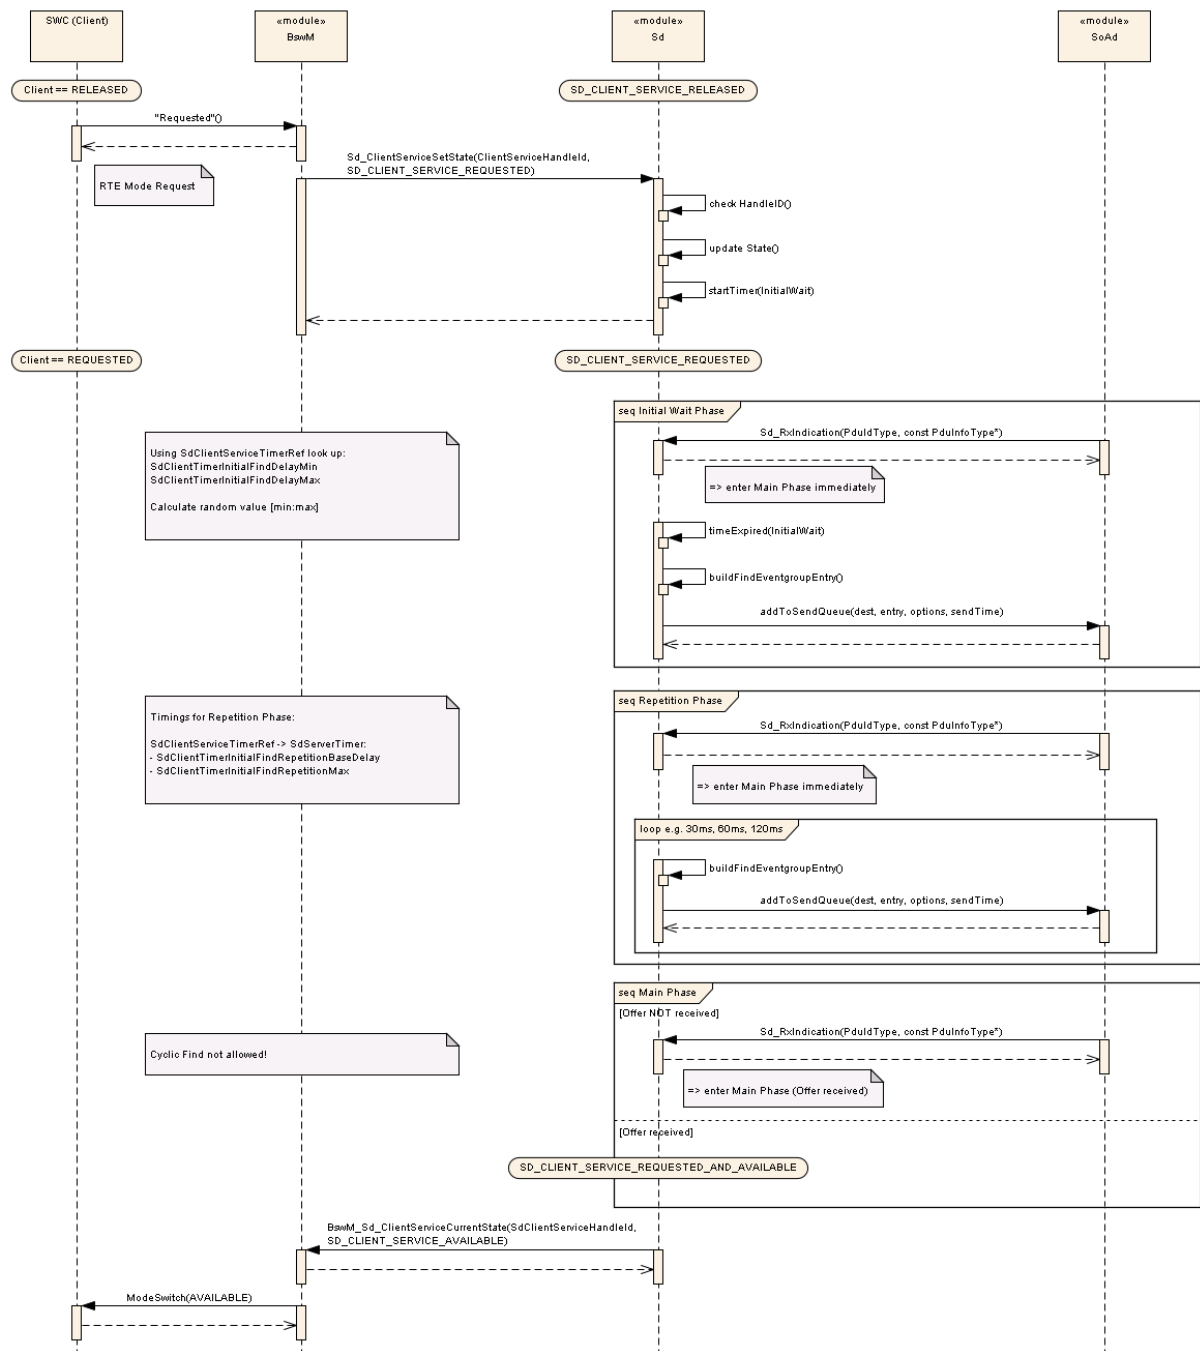 SWC (Client)
«module»
BswM
«module»
Sd
«module»
SoAd
Client == RELEASED
SD_CLIENT_SERVICE_RELEASED
"Requested"()
RTE Mode Request
Sd_ClientServiceSetState(ClientServiceHandleId,
SD_CLIENT_SERVICE_REQUESTED)
check HandleID()
update State()
startTimer(InitialWait)
Client == REQUESTED
SD_CLIENT_SERVICE_REQUESTED
seq Initial Wait Phase
Sd_RxIndication(PduIdType, const PduInfoType*)
=> enter Main Phase immediately
Using SdClientServiceTimerRef look up:
SdClientTimerInitialFindDelayMin
SdClientTimerInitialFindDelayMax
Calculate random value [min:max]
timeExpired(InitialWait)
buildFindEventgroupEntry()
addToSendQueue(dest, entry, options, sendTime)
seq Repetition Phase
Sd_RxIndication(PduIdType, const PduInfoType*)
=> enter Main Phase immediately
Timings for Repetition Phase:
SdClientServiceTimerRef -> SdServerTimer:
- SdClientTimerInitialFindRepetitionBaseDelay
- SdClientTimerInitialFindRepetitionMax
loop e.g. 30ms, 60ms, 120ms
buildFindEventgroupEntry()
addToSendQueue(dest, entry, options, sendTime)
seq Main Phase
[Offer NOT received]
Sd_RxIndication(PduIdType, const PduInfoType*)
Cyclic Find not allowed!
=> enter Main Phase (Offer received)
[Offer received]
SD_CLIENT_SERVICE_REQUESTED_AND_AVAILABLE
BswM_Sd_ClientServiceCurrentState(SdClientServiceHandleId,
SD_CLIENT_SERVICE_AVAILABLE)
ModeSwitch(AVAILABLE)